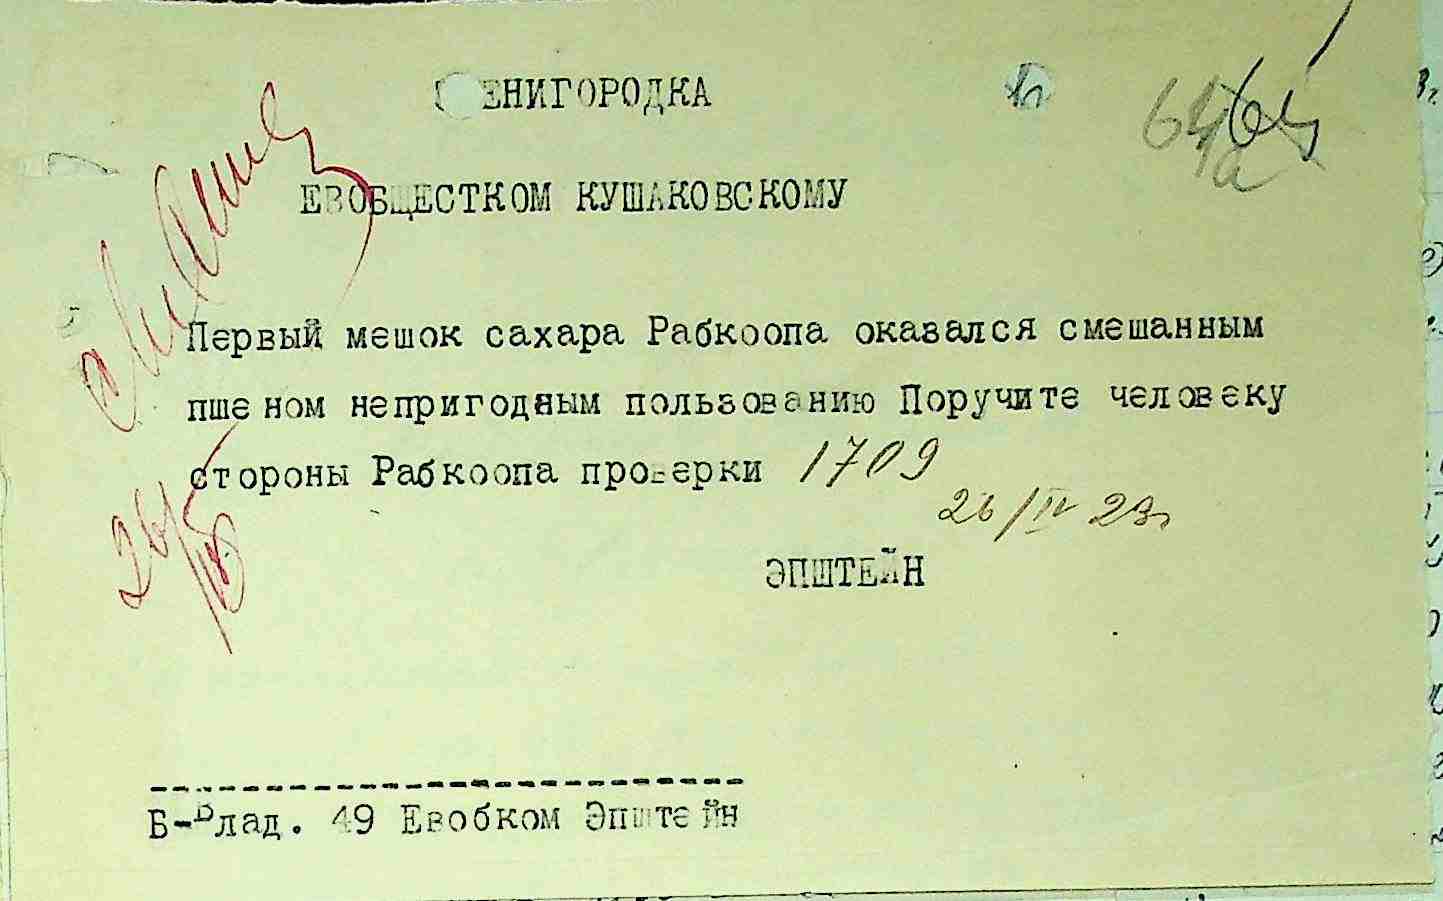 ЗВЕНИГОРОДКА
ЕВОБЩЕСТКОМ КУШАКОВСКОМУ
Первый мешок сахара Рабкоопа оказался смешанным
пшеном непригодным пользованию Поручите человеку
стороны Рабкоопа проверки 1709
26/IV 23г
ЭПШТЕЙН
Б-Влад. 49 Евобком Эпштейн